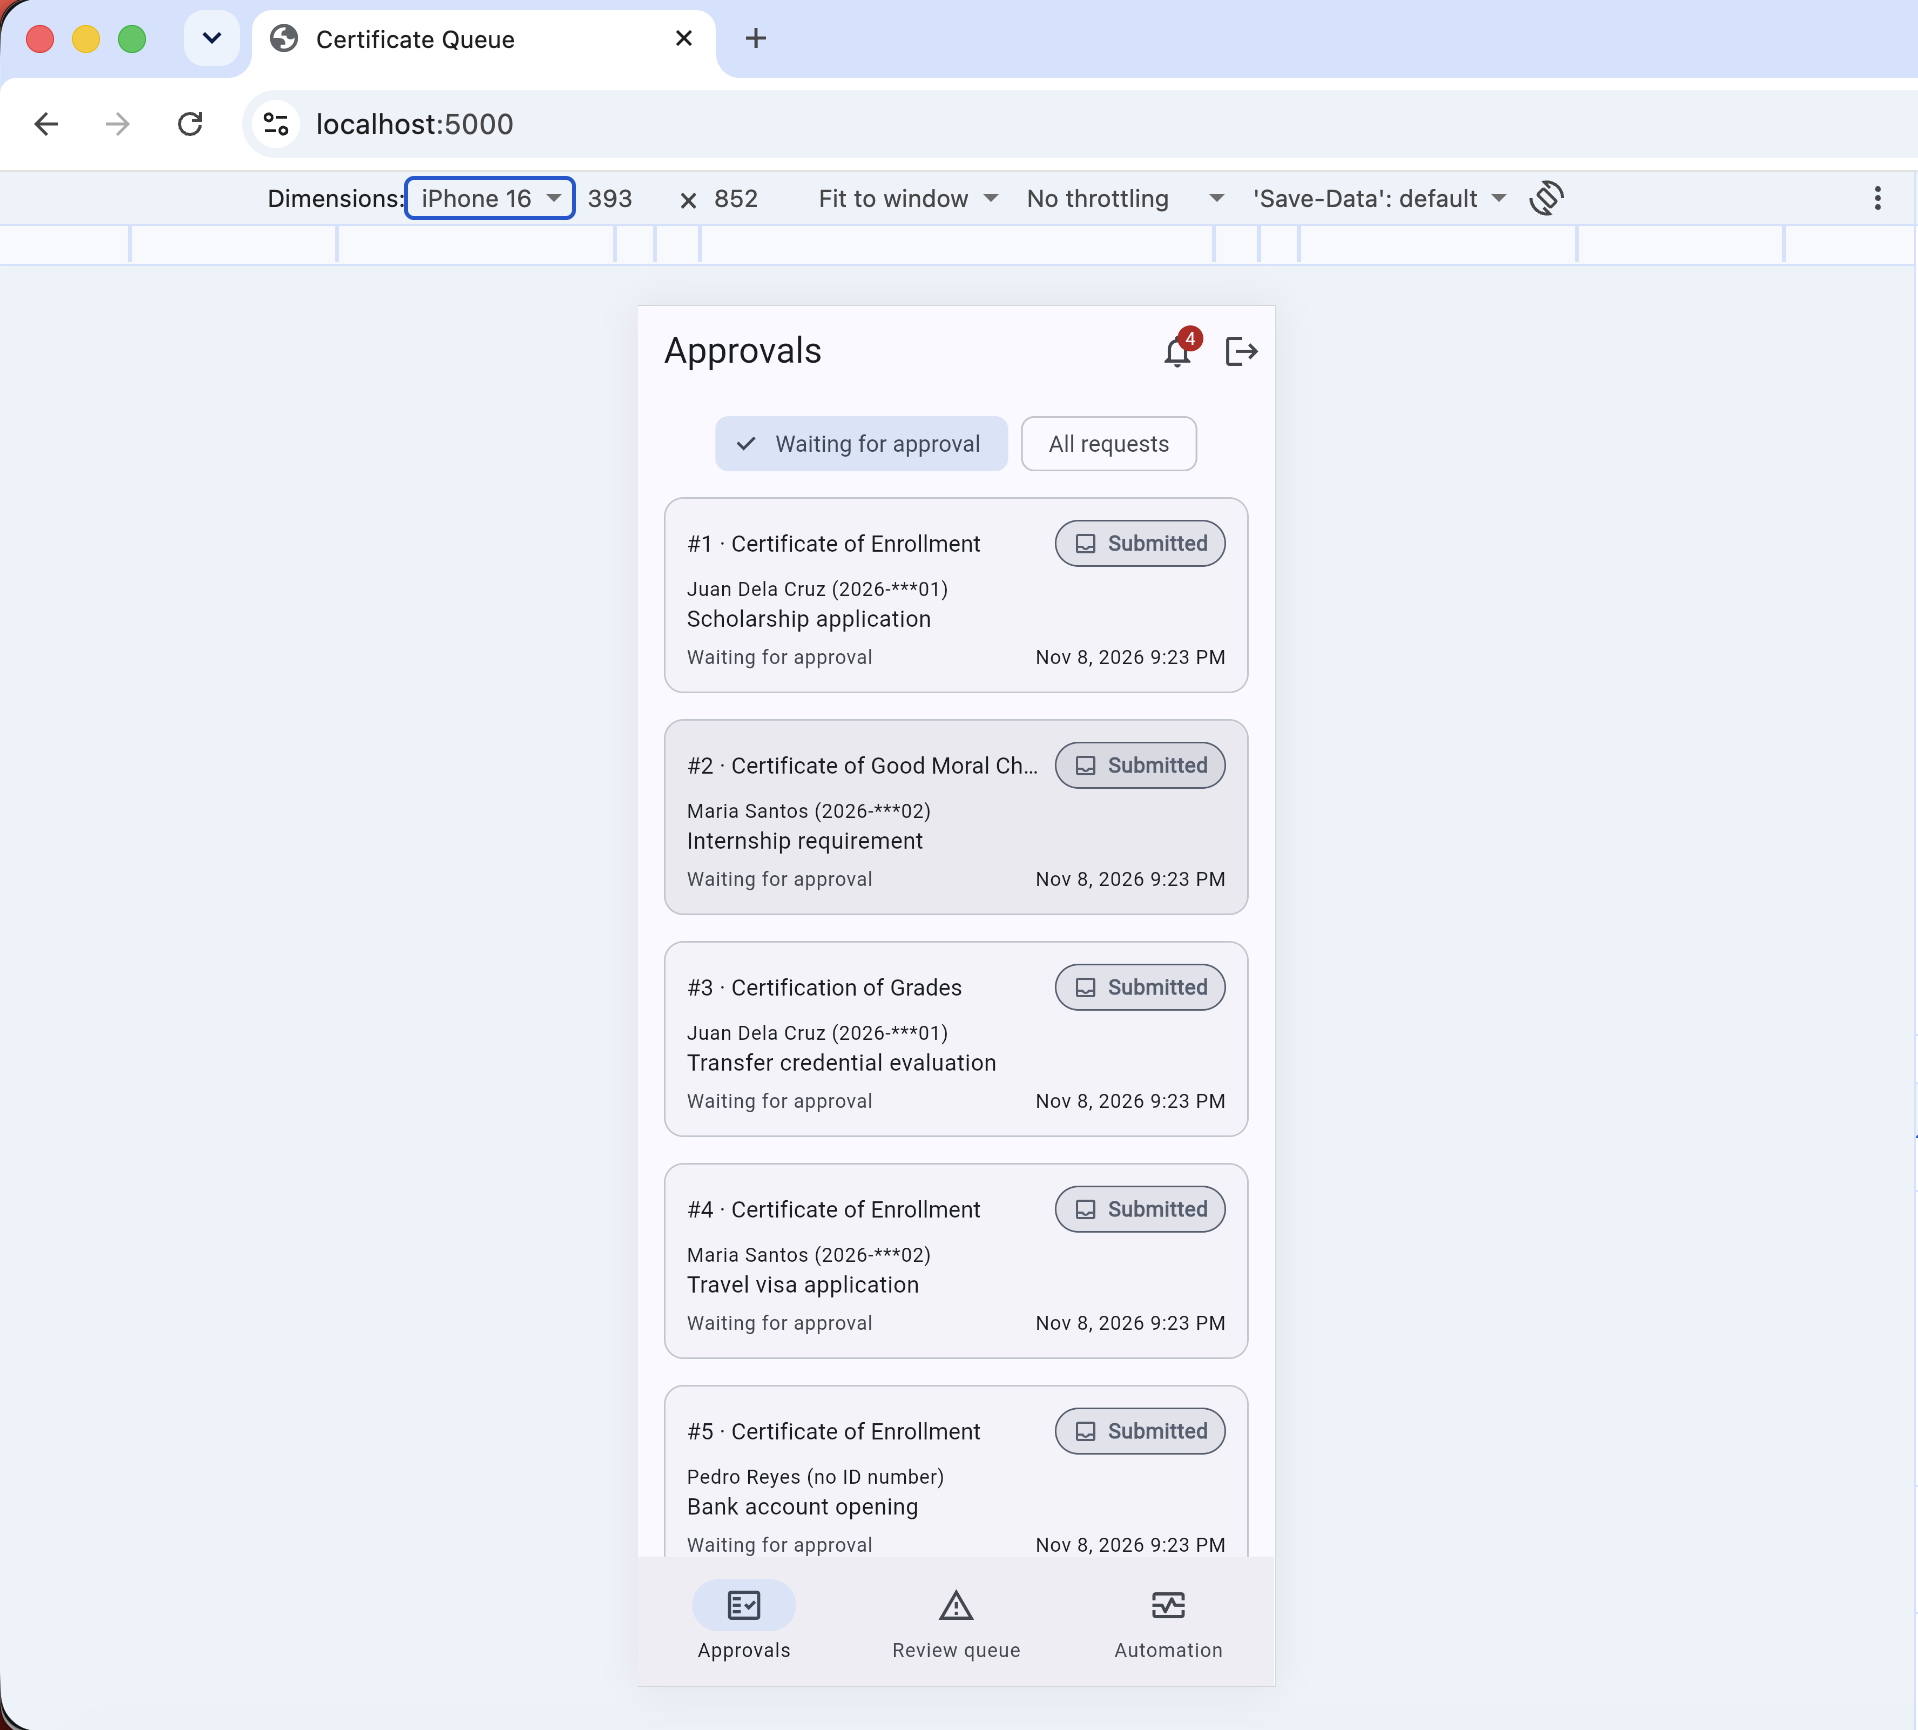 Certificate Queue
localhost:5000
Dimensions: iPhone 16 393 × 852 Fit to window No throttling 'Save-Data': default
Approvals 4
Waiting for approval All requests
#1 · Certificate of Enrollment Submitted
Juan Dela Cruz (2026-***01)
Scholarship application
Waiting for approval Nov 8, 2026 9:23 PM
#2 · Certificate of Good Moral Ch... Submitted
Maria Santos (2026-***02)
Internship requirement
Waiting for approval Nov 8, 2026 9:23 PM
#3 · Certification of Grades Submitted
Juan Dela Cruz (2026-***01)
Transfer credential evaluation
Waiting for approval Nov 8, 2026 9:23 PM
#4 · Certificate of Enrollment Submitted
Maria Santos (2026-***02)
Travel visa application
Waiting for approval Nov 8, 2026 9:23 PM
#5 · Certificate of Enrollment Submitted
Pedro Reyes (no ID number)
Bank account opening
Waiting for approval Nov 8, 2026 9:23 PM
Approvals Review queue Automation